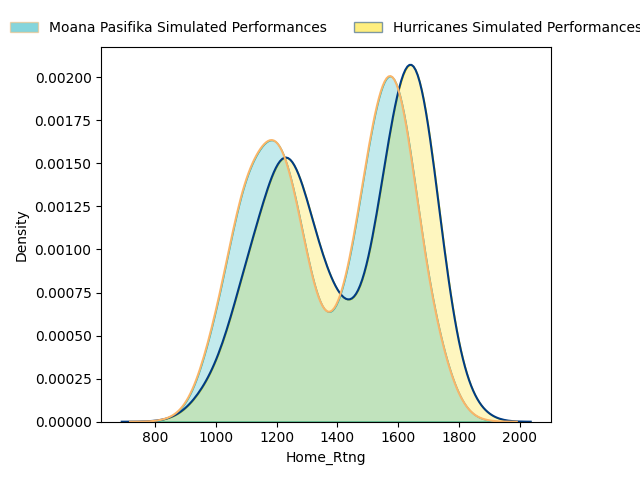 Moana Pasifika Simulated Performances
Hurricanes Simulated Performances
0.00200
0.00175
0.00150
0.00125
0.00100
0.00075
0.00050
0.00025
0.00000
Density
800 1000 1200 1400 1600 1800 2000
Home_Rtng